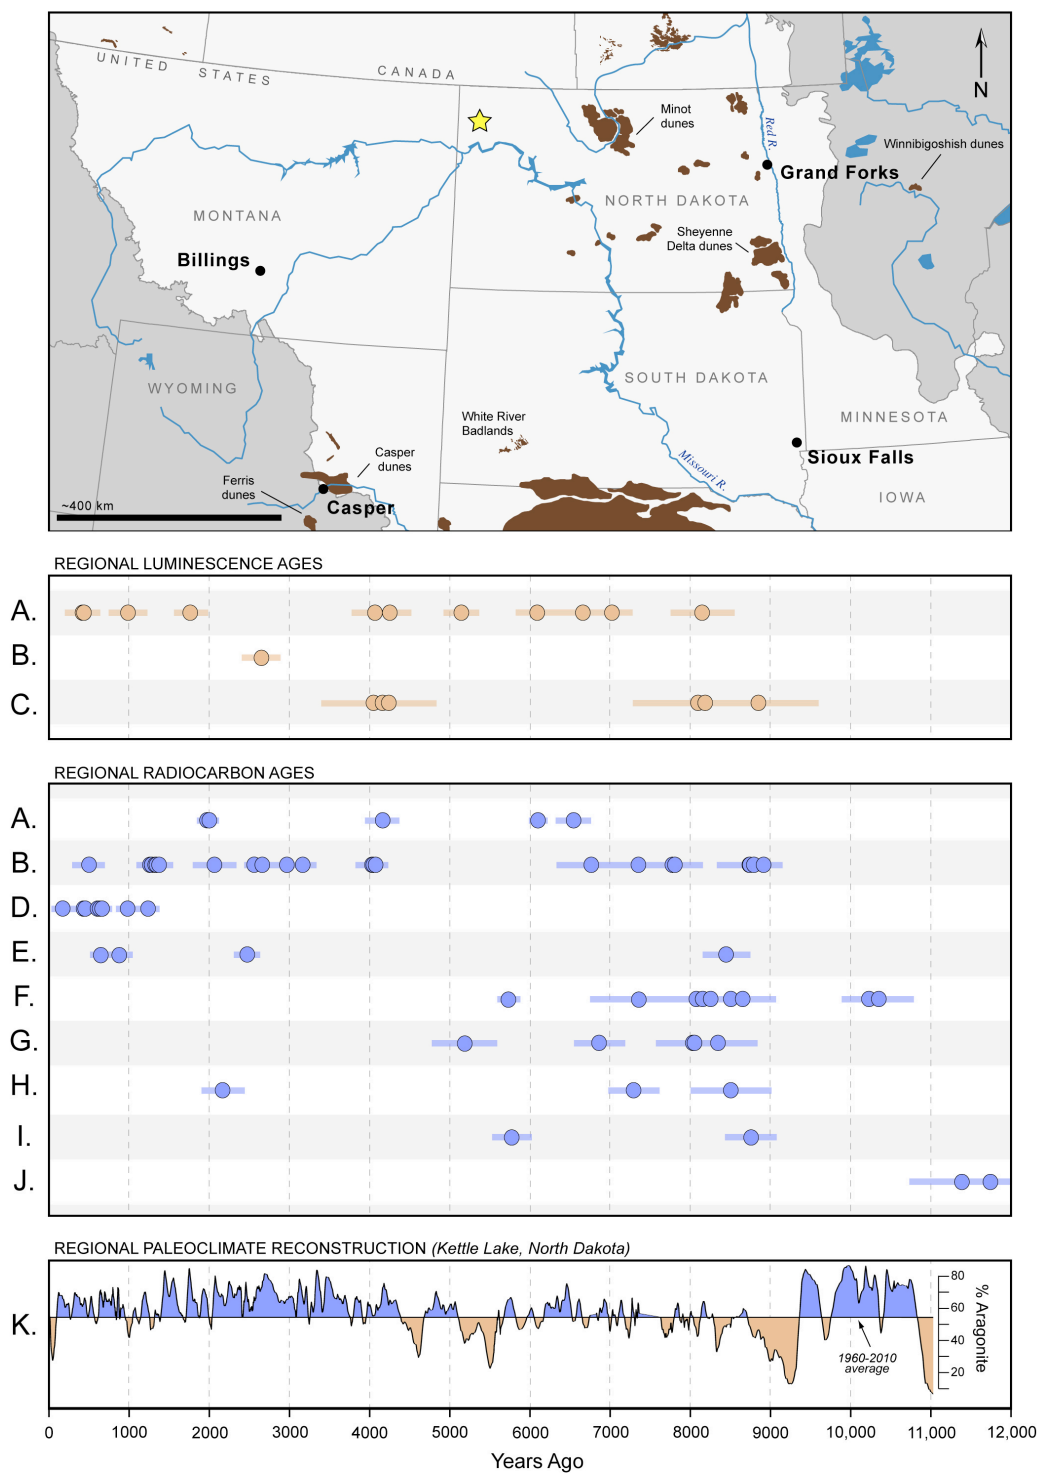 UNITED STATES
CANADA
N
Minot
dunes
Red R.
Winnibigoshish dunes
Grand Forks
MONTANA
NORTH DAKOTA
Sheyenne
Delta dunes
Billings
WYOMING
SOUTH DAKOTA
MINNESOTA
White River
Badlands
Sioux Falls
Casper
dunes
Missouri R.
Ferris
dunes
IOWA
~400 km
Casper
REGIONAL LUMINESCENCE AGES
A.
B.
C.
REGIONAL RADIOCARBON AGES
A.
B.
D.
E.
F.
G.
H.
I.
J.
REGIONAL PALEOCLIMATE RECONSTRUCTION (Kettle Lake, North Dakota)
K.
80
60
40
20
% Aragonite
1960-2010
average
0 1000 2000 3000 4000 5000 6000 7000 8000 9000 10,000 11,000 12,000
Years Ago